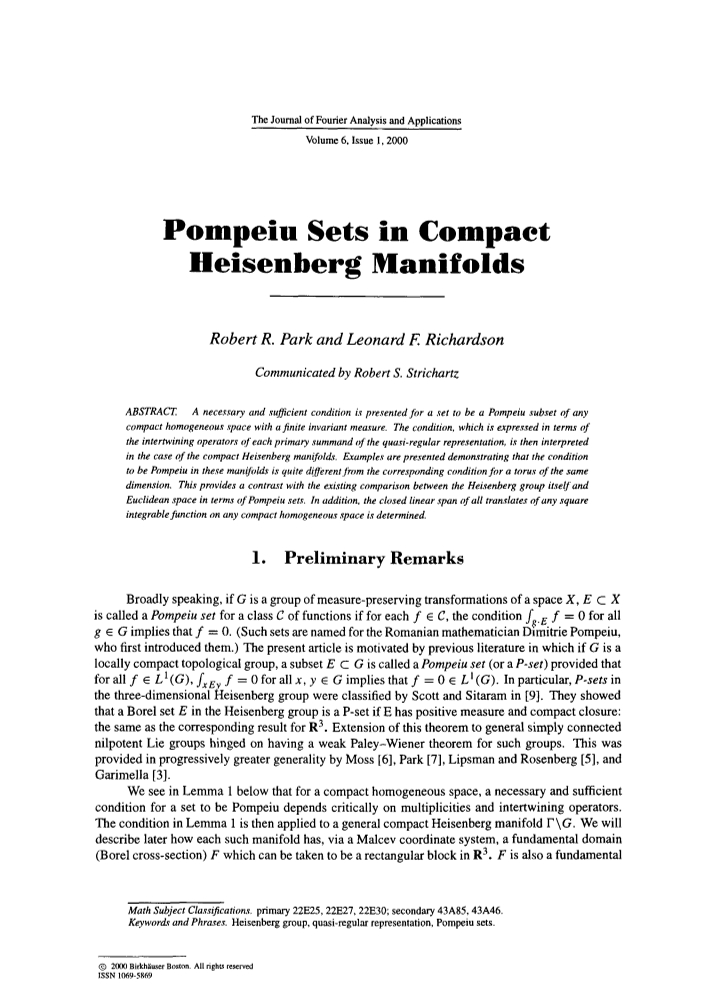 The Journal of Fourier Analysis and Applications
Volume 6, Issue 1, 2000
Pompeiu Sets in Compact
Heisenberg Manifolds
Robert R. Park and Leonard F. Richardson
Communicated by Robert S. Strichartz
ABSTRACT. A necessary and sufficient condition is presented for a set to be a Pompeiu subset of any
compact homogeneous space with a finite invariant measure. The condition, which is expressed in terms of
the intertwining operators of each primary summand of the quasi-regular representation, is then interpreted
in the case of the compact Heisenberg manifolds. Examples are presented demonstrating that the condition
to be Pompeiu in these manifolds is quite different from the corresponding condition for a torus of the same
dimension. This provides a contrast with the existing comparison between the Heisenberg group itself and
Euclidean space in terms of Pompeiu sets. In addition, the closed linear span of all translates of any square
integrable function on any compact homogeneous space is determined.
1. Preliminary Remarks
Broadly speaking, if G is a group of measure-preserving transformations of a space X, E ⊂ X
is called a Pompeiu set for a class C of functions if for each f ∈ C, the condition ∫_{g·E} f = 0 for all
g ∈ G implies that f = 0. (Such sets are named for the Romanian mathematician Dimitrie Pompeiu,
who first introduced them.) The present article is motivated by previous literature in which if G is a
locally compact topological group, a subset E ⊂ G is called a Pompeiu set (or a P-set) provided that
for all f ∈ L¹(G), ∫_{xEy} f = 0 for all x, y ∈ G implies that f = 0 ∈ L¹(G). In particular, P-sets in
the three-dimensional Heisenberg group were classified by Scott and Sitaram in [9]. They showed
that a Borel set E in the Heisenberg group is a P-set if E has positive measure and compact closure:
the same as the corresponding result for R³. Extension of this theorem to general simply connected
nilpotent Lie groups hinged on having a weak Paley–Wiener theorem for such groups. This was
provided in progressively greater generality by Moss [6], Park [7], Lipsman and Rosenberg [5], and
Garimella [3].
We see in Lemma 1 below that for a compact homogeneous space, a necessary and sufficient
condition for a set to be Pompeiu depends critically on multiplicities and intertwining operators.
The condition in Lemma 1 is then applied to a general compact Heisenberg manifold Γ\G. We will
describe later how each such manifold has, via a Malcev coordinate system, a fundamental domain
(Borel cross-section) F which can be taken to be a rectangular block in R³. F is also a fundamental
Math Subject Classifications. primary 22E25, 22E27, 22E30; secondary 43A85, 43A46.
Keywords and Phrases. Heisenberg group, quasi-regular representation, Pompeiu sets.
© 2000 Birkhäuser Boston. All rights reserved
ISSN 1069-5869